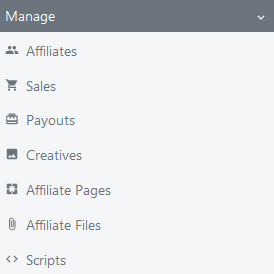 Manage
Affiliates
Sales
Payouts
Creatives
Affiliate Pages
Affiliate Files
Scripts